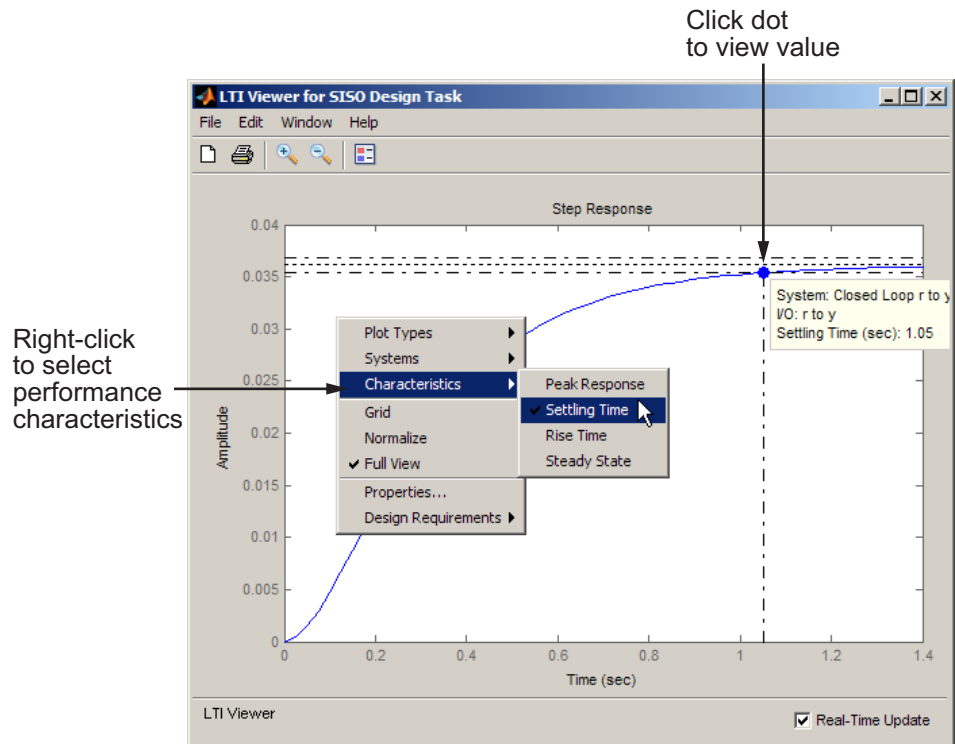 Click dot
to view value
LTI Viewer for SISO Design Task
File Edit Window Help
Step Response
0.04
0.035
0.03
0.025
0.02
0.015
0.01
0.005
0
Amplitude
System: Closed Loop r to y
I/O: r to y
Settling Time (sec): 1.05
Right-click
to select
performance
characteristics
Plot Types
Systems
Characteristics
Grid
Normalize
Full View
Properties...
Design Requirements
Peak Response
Settling Time
Rise Time
Steady State
0 0.2 0.4 0.6 0.8 1 1.2 1.4
Time (sec)
LTI Viewer
Real-Time Update